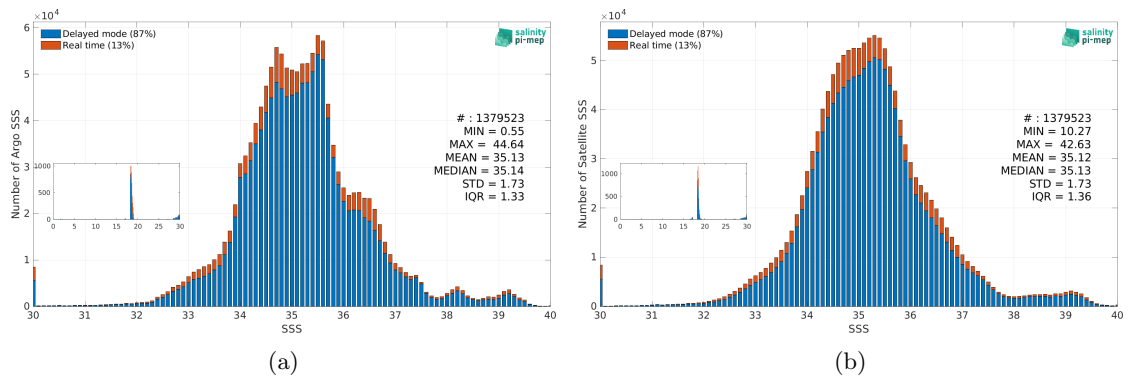 ×10⁴
Delayed mode (87%)
Real time (13%)
salinity
pi-mep
# : 1379523
MIN = 0.55
MAX = 44.64
MEAN = 35.13
MEDIAN = 35.14
STD = 1.73
IQR = 1.33
Number of Argo SSS
6
5
4
3
2
1
0
1000
500
0
0 5 10 15 20 25 30
30 31 32 33 34 35 36 37 38 39 40
SSS
(a)
×10⁴
Delayed mode (87%)
Real time (13%)
salinity
pi-mep
# : 1379523
MIN = 10.27
MAX = 42.63
MEAN = 35.12
MEDIAN = 35.13
STD = 1.73
IQR = 1.36
Number of Satellite SSS
5
4
3
2
1
0
1000
500
0
0 5 10 15 20 25 30
30 31 32 33 34 35 36 37 38 39 40
SSS
(b)